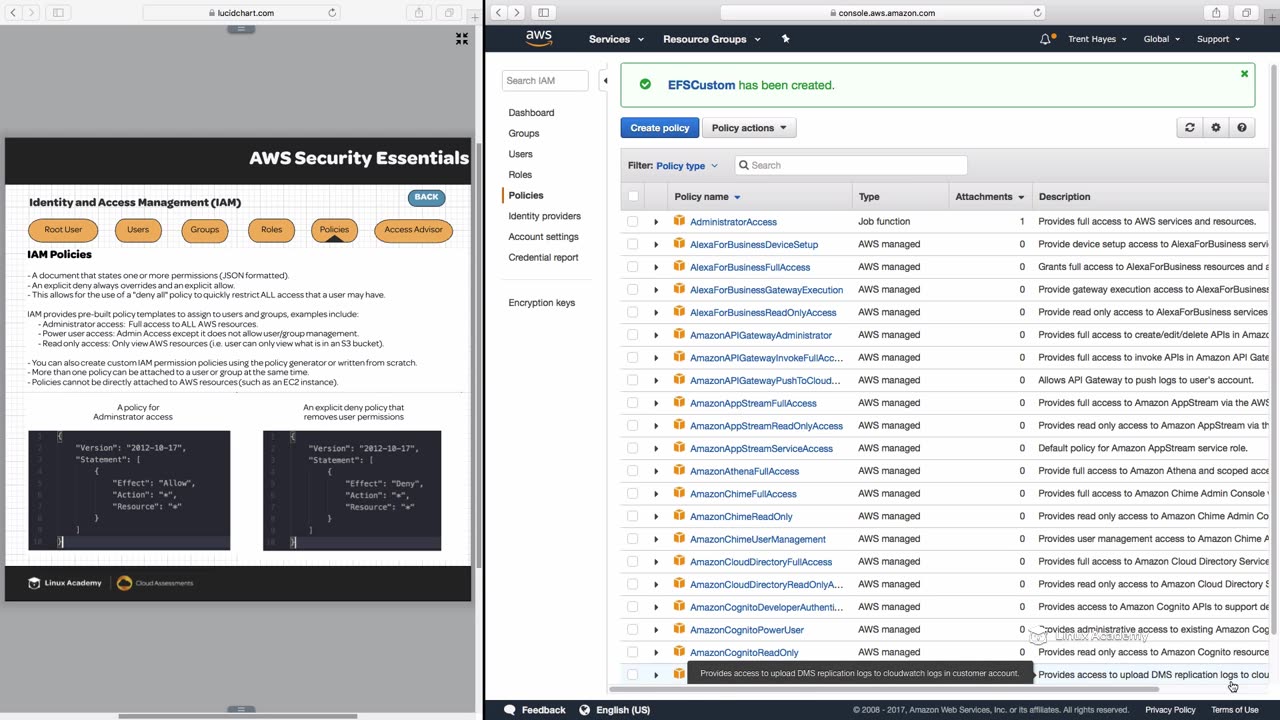 lucidchart.com
AWS Security Essentials
Identity and Access Management (IAM)
BACK
Root User
Users
Groups
Roles
Policies
Access Advisor
IAM Policies
- A document that states one or more permissions (JSON formatted).
- An explicit deny always overrides and an explicit allow.
- This allows for the use of a "deny all" policy to quickly restrict ALL access that a user may have.
IAM provides pre-built policy templates to assign to users and groups, examples include:
- Administrator access: Full access to ALL AWS resources.
- Power user access: Admin Access except it does not allow user/group management.
- Read only access: Only view AWS resources (i.e. user can only view what is in an S3 bucket).
- You can also create custom IAM permission policies using the policy generator or written from scratch.
- More than one policy can be attached to a user or group at the same time.
- Policies cannot be directly attached to AWS resources (such as an EC2 instance).
A policy for
Adminstrator access
1 {
2 "Version": "2012-10-17",
3 "Statement": [
4 {
5 "Effect": "Allow",
6 "Action": "*",
7 "Resource": "*"
8 }
9 ]
10 }
An explicit deny policy that
removes user permissions
1 {
2 "Version": "2012-10-17",
3 "Statement": [
4 {
5 "Effect": "Deny",
6 "Action": "*",
7 "Resource": "*"
8 }
9 ]
10 }
Linux Academy
Cloud Assessments
console.aws.amazon.com
aws
Services
Resource Groups
Trent Hayes
Global
Support
Search IAM
Dashboard
Groups
Users
Roles
Policies
Identity providers
Account settings
Credential report
Encryption keys
EFSCustom has been created.
Create policy
Policy actions
Filter: Policy type
Search
Policy name Type Attachments Description
AdministratorAccess Job function 1 Provides full access to AWS services and resources.
AlexaForBusinessDeviceSetup AWS managed 0 Provide device setup access to AlexaForBusiness servi
AlexaForBusinessFullAccess AWS managed 0 Grants full access to AlexaForBusiness resources and a
AlexaForBusinessGatewayExecution AWS managed 0 Provide gateway execution access to AlexaForBusiness
AlexaForBusinessReadOnlyAccess AWS managed 0 Provide read only access to AlexaForBusiness services
AmazonAPIGatewayAdministrator AWS managed 0 Provides full access to create/edit/delete APIs in Amazo
AmazonAPIGatewayInvokeFullAcc... AWS managed 0 Provides full access to invoke APIs in Amazon API Gate
AmazonAPIGatewayPushToCloud... AWS managed 0 Allows API Gateway to push logs to user's account.
AmazonAppStreamFullAccess AWS managed 0 Provides full access to Amazon AppStream via the AWS
AmazonAppStreamReadOnlyAccess AWS managed 0 Provides read only access to Amazon AppStream via th
AmazonAppStreamServiceAccess AWS managed 0 Default policy for Amazon AppStream service role.
AmazonAthenaFullAccess AWS managed 0 Provide full access to Amazon Athena and scoped acce
AmazonChimeFullAccess AWS managed 0 Provides full access to Amazon Chime Admin Console v
AmazonChimeReadOnly AWS managed 0 Provides read only access to Amazon Chime Admin Co
AmazonChimeUserManagement AWS managed 0 Provides user management access to Amazon Chime A
AmazonCloudDirectoryFullAccess AWS managed 0 Provides full access to Amazon Cloud Directory Service
AmazonCloudDirectoryReadOnlyA... AWS managed 0 Provides read only access to Amazon Cloud Directory S
AmazonCognitoDeveloperAuthenti... AWS managed 0 Provides access to Amazon Cognito APIs to support de
AmazonCognitoPowerUser AWS managed 0 Provides administrative access to existing Amazon Cog
AmazonCognitoReadOnly AWS managed 0 Provides read only access to Amazon Cognito resource
Provides access to upload DMS replication logs to cloudwatch logs in customer account.
Provides access to upload DMS replication logs to clou
Linux Academy
Feedback
English (US)
© 2008 - 2017, Amazon Web Services, Inc. or its affiliates. All rights reserved.
Privacy Policy
Terms of Use